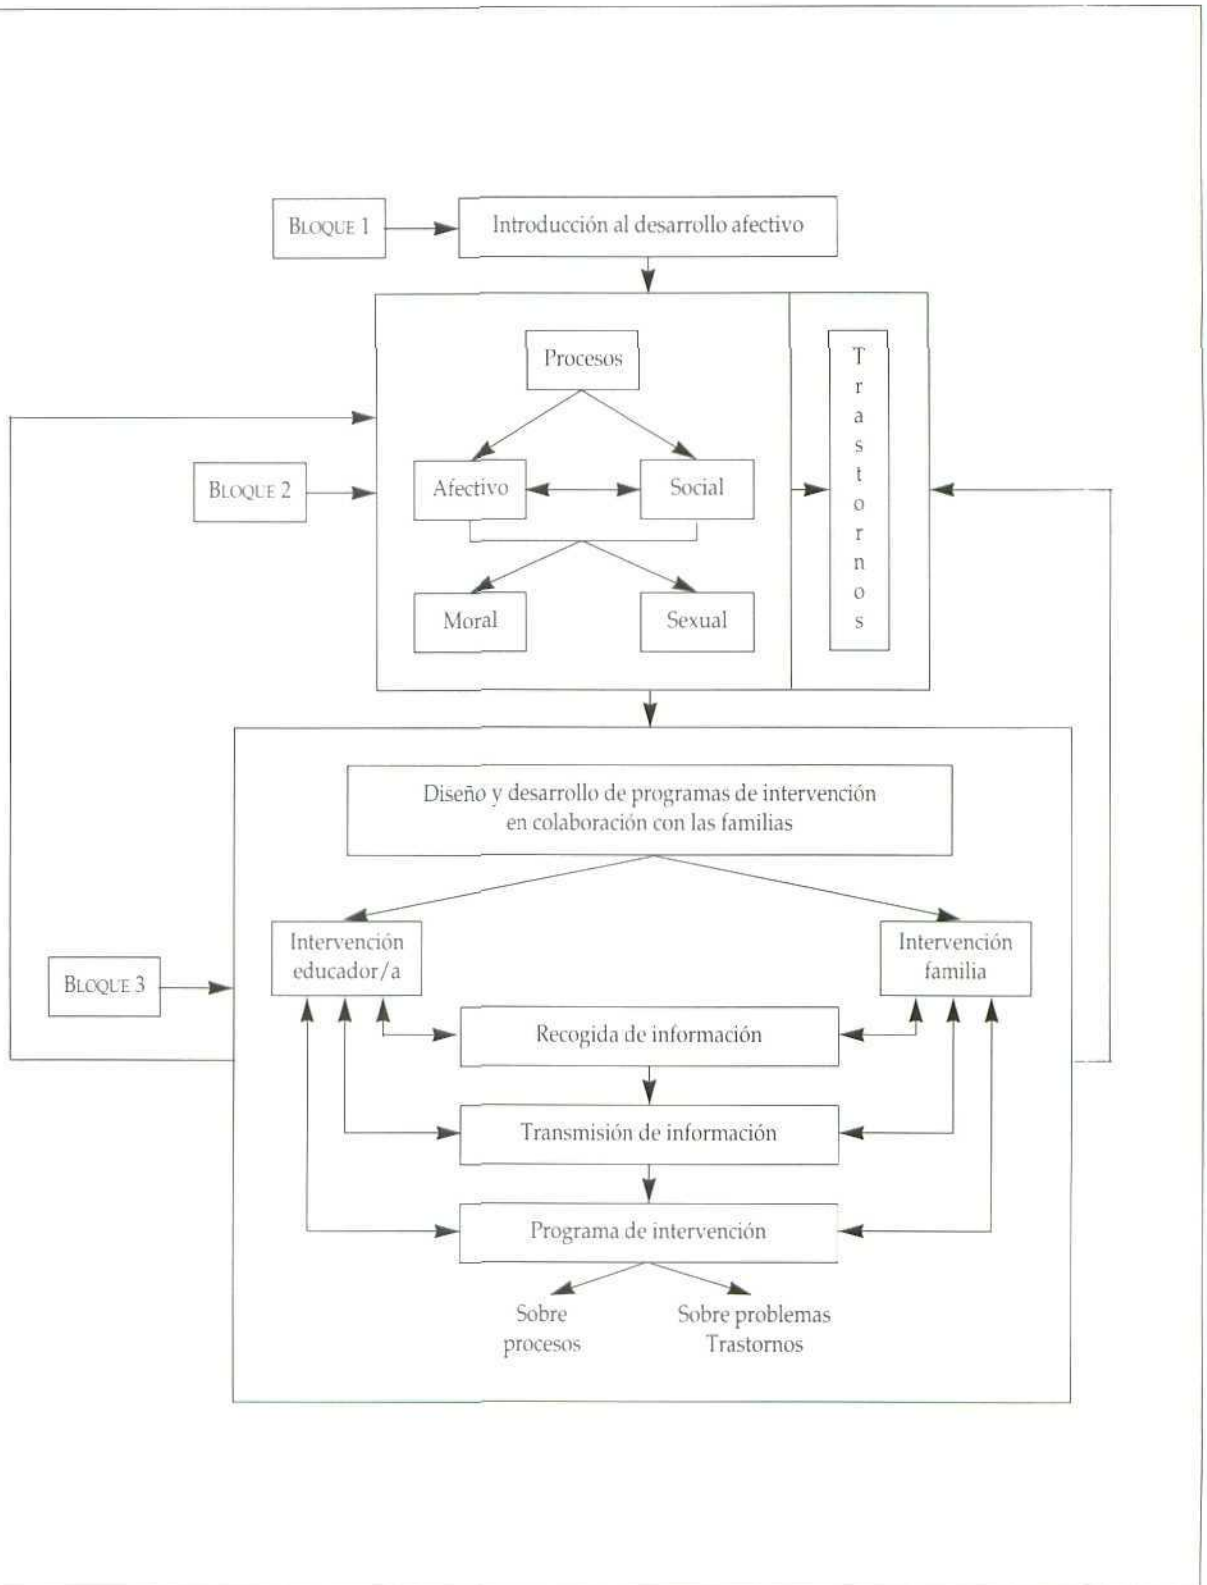 BLOQUE 1
Introducción al desarrollo afectivo
Procesos
Trastornos
BLOQUE 2
Afectivo
Social
Moral
Sexual
Diseño y desarrollo de programas de intervención
en colaboración con las familias
Intervención
educador/a
Intervención
familia
BLOQUE 3
Recogida de información
Transmisión de información
Programa de intervención
Sobre
procesos
Sobre problemas
Trastornos